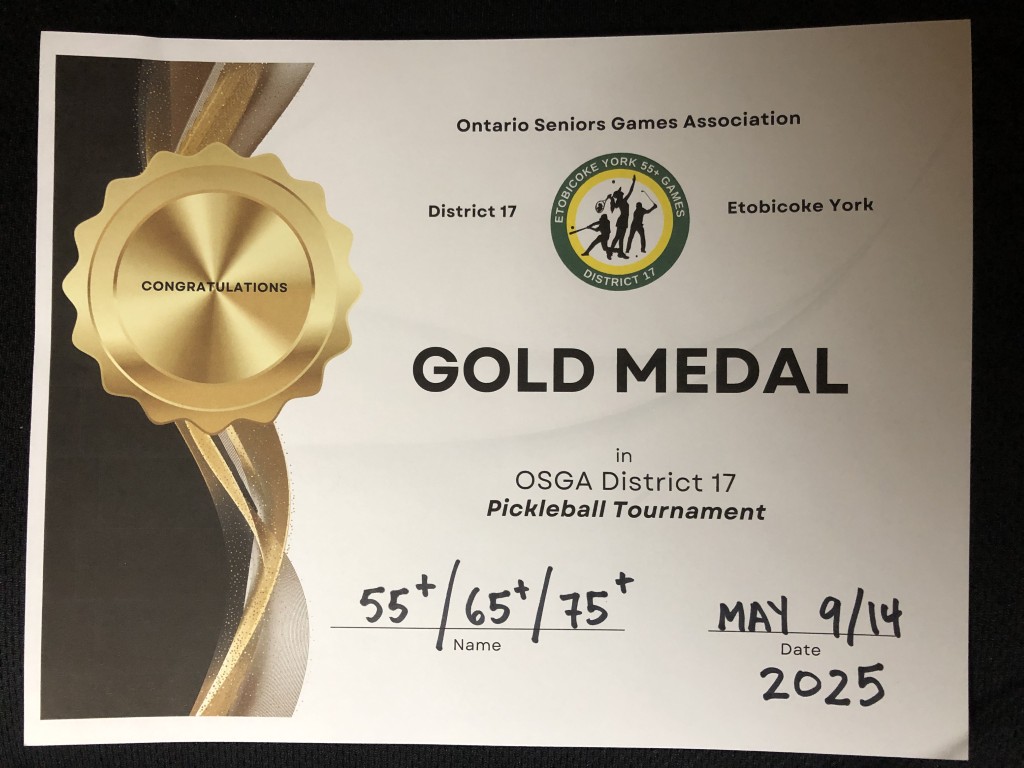 Ontario Seniors Games Association
District 17
ETOBICOKE YORK 55+ GAMES
DISTRICT 17
Etobicoke York
CONGRATULATIONS
GOLD MEDAL
in
OSGA District 17
Pickleball Tournament
55+/65+/75+
Name
MAY 9/14
Date
2025